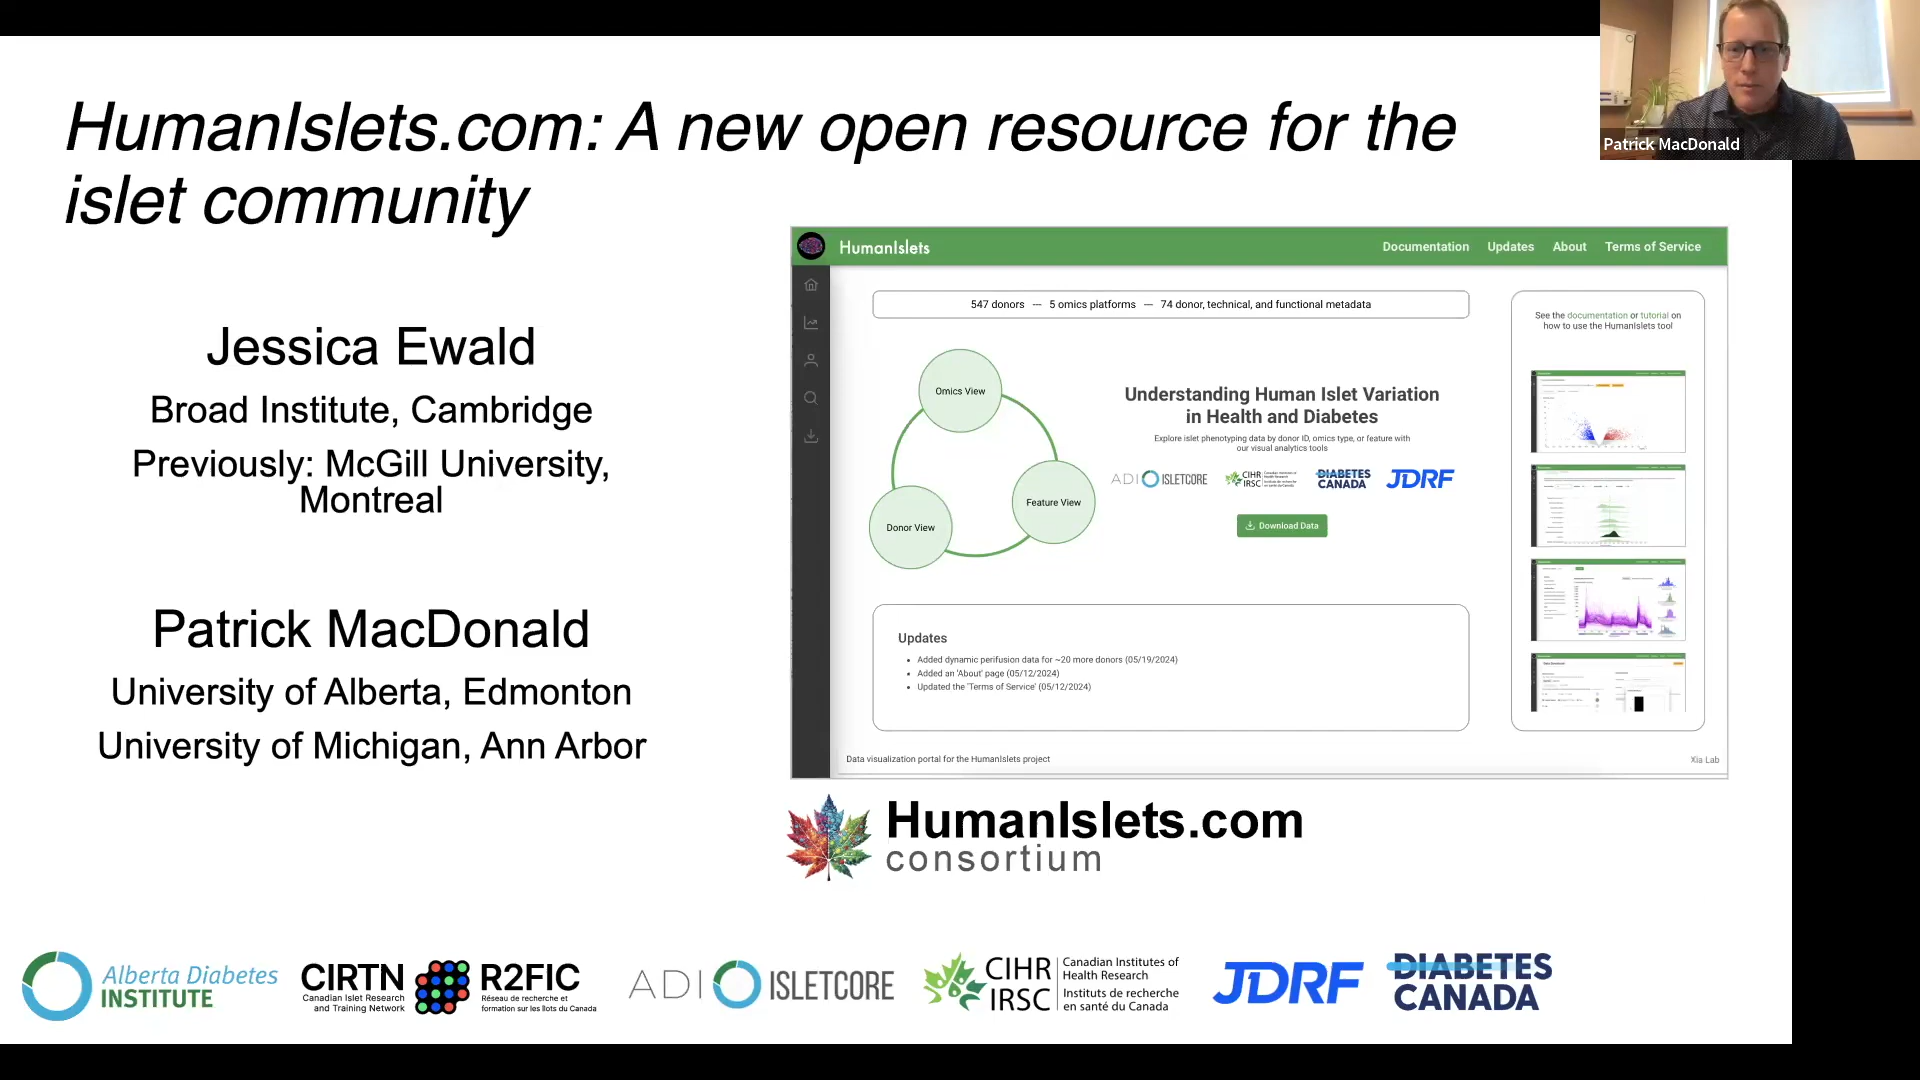 HumanIslets.com: A new open resource for the
islet community
Patrick MacDonald
Jessica Ewald
Broad Institute, Cambridge
Previously: McGill University,
Montreal
Patrick MacDonald
University of Alberta, Edmonton
University of Michigan, Ann Arbor
HumanIslets
Documentation Updates About Terms of Service
547 donors — 5 omics platforms — 74 donor, technical, and functional metadata
See the documentation or tutorial on
how to use the HumanIslets tool
Omics View
Feature View
Donor View
Understanding Human Islet Variation
in Health and Diabetes
Explore islet phenotyping data by donor ID, omics type, or feature with
our visual analytics tools
ADI ISLETCORE
CIHR
IRSC
DIABETES
CANADA
JDRF
Download Data
Updates
• Added dynamic perifusion data for ~20 more donors (05/19/2024)
• Added an 'About' page (05/12/2024)
• Updated the 'Terms of Service' (05/12/2024)
Data visualization portal for the HumanIslets project
Xia Lab
HumanIslets.com
consortium
Alberta Diabetes
INSTITUTE
CIRTN
Canadian Islet Research
and Training Network
R2FIC
Réseau de recherche et
formation sur les îlots du Canada
ADI ISLETCORE
CIHR
IRSC
Canadian Institutes of
Health Research
Instituts de recherche
en santé du Canada
JDRF
DIABETES
CANADA